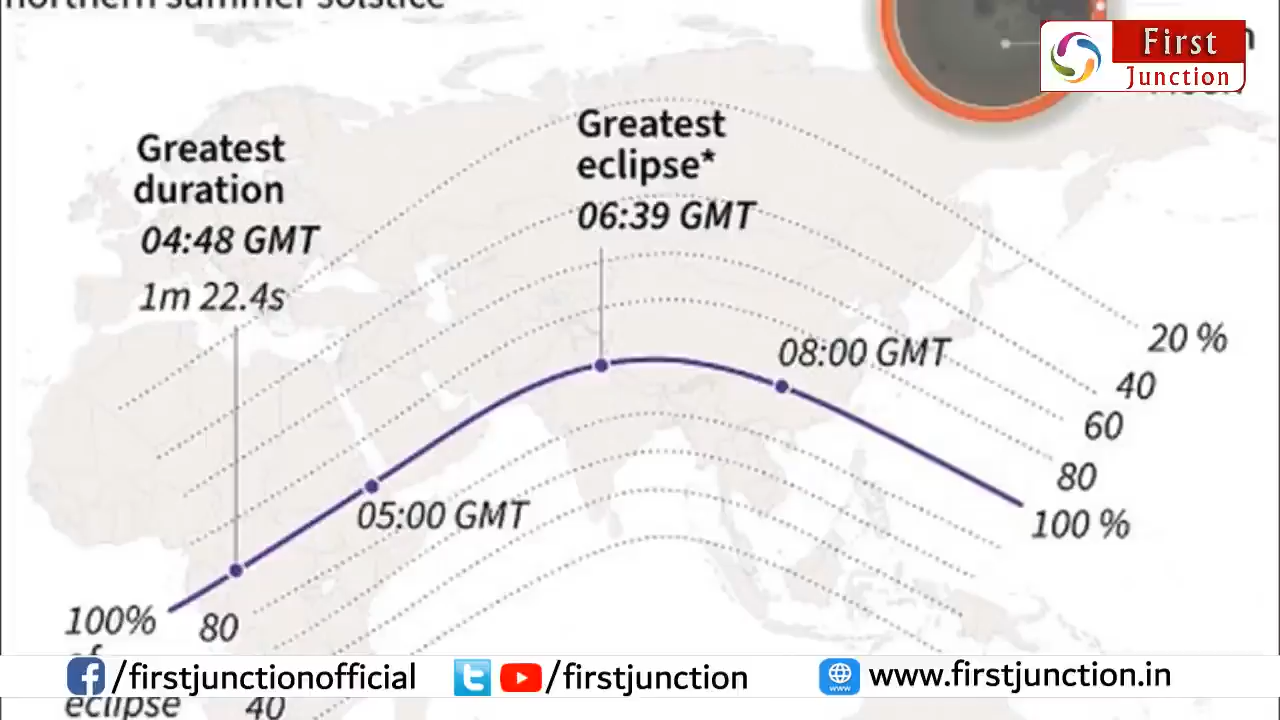 northern summer solstice
First
Junction
Greatest
duration
04:48 GMT
1m 22.4s
Greatest
eclipse*
06:39 GMT
08:00 GMT
05:00 GMT
20 %
40
60
80
100 %
100%
80
of
eclipse
40
/firstjunctionofficial
/firstjunction
www.firstjunction.in